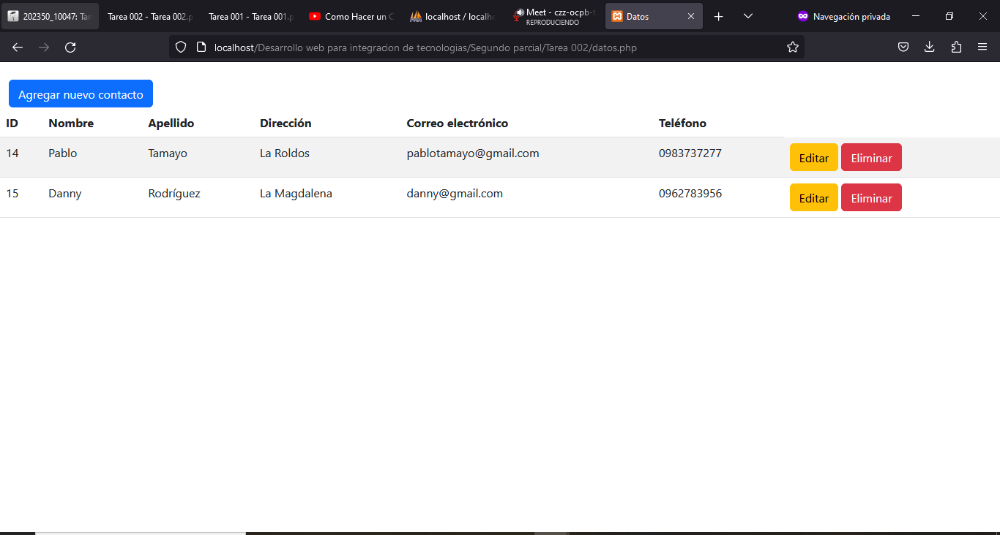 202350_10047: Tar
Tarea 002 - Tarea 002.p
Tarea 001 - Tarea 001.p
Como Hacer un C
localhost / localho
Meet - czz-ocpb-t
REPRODUCIENDO
Datos
Navegación privada
localhost/Desarrollo web para integracion de tecnologias/Segundo parcial/Tarea 002/datos.php
Agregar nuevo contacto
ID Nombre Apellido Dirección Correo electrónico Teléfono
14 Pablo Tamayo La Roldos pablotamayo@gmail.com 0983737277 Editar Eliminar
15 Danny Rodríguez La Magdalena danny@gmail.com 0962783956 Editar Eliminar